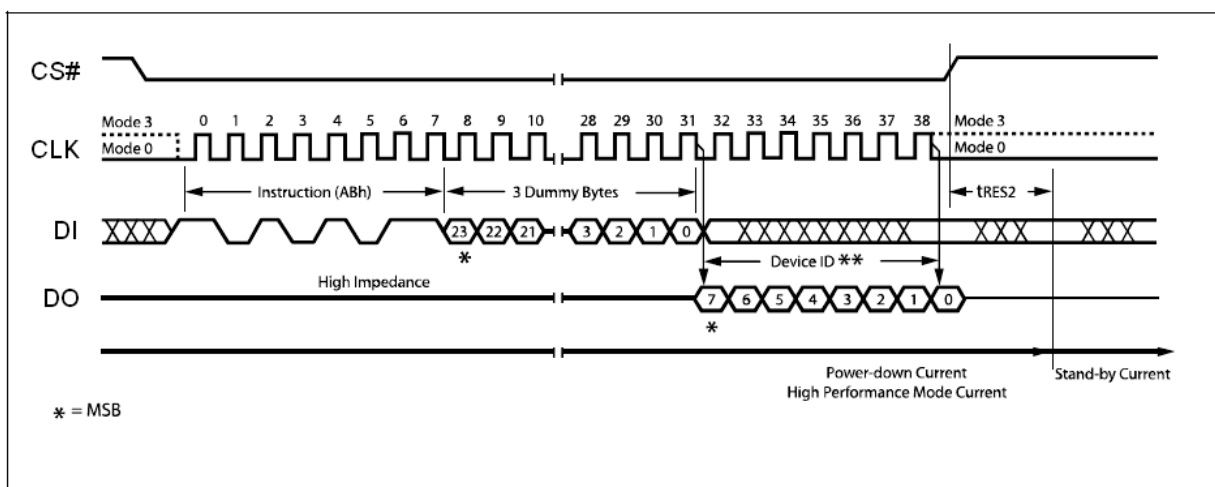 CS#
Mode 3 0 1 2 3 4 5 6 7 8 9 10 28 29 30 31 32 33 34 35 36 37 38 Mode 3
CLK Mode 0 Mode 0
Instruction (ABh) 3 Dummy Bytes tRES2
DI 23 22 21 3 2 1 0
* Device ID **
High Impedance
DO 7 6 5 4 3 2 1 0
*
Power-down Current Stand-by Current
High Performance Mode Current
* = MSB